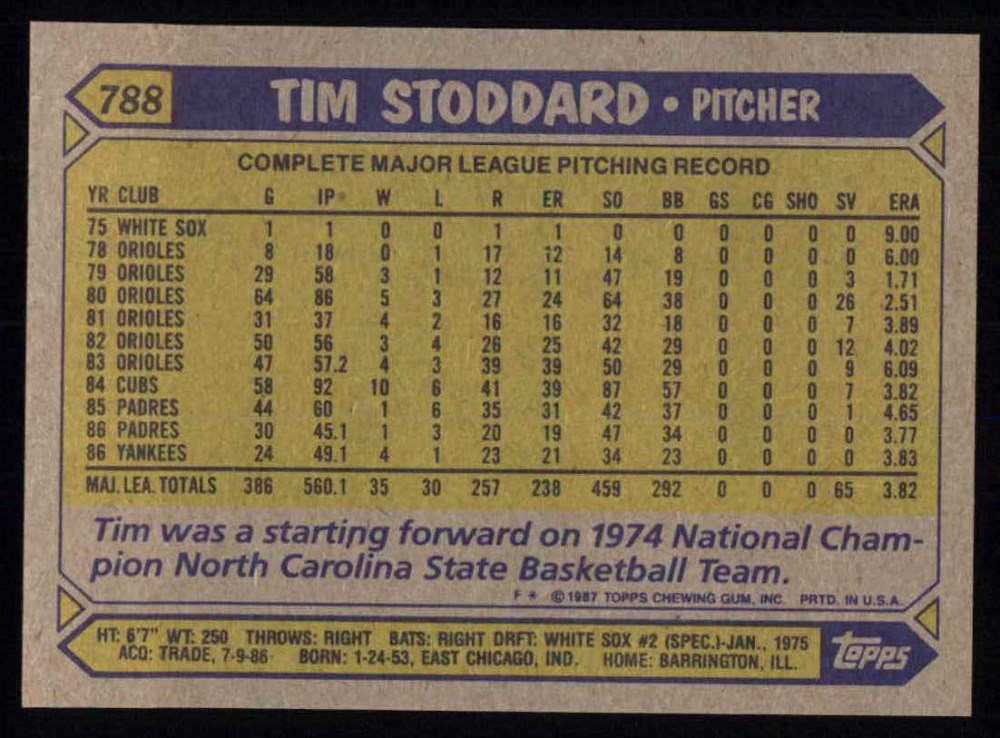 788 TIM STODDARD • PITCHER
COMPLETE MAJOR LEAGUE PITCHING RECORD
YR CLUB G IP W L R ER SO BB GS CG SHO SV ERA
75 WHITE SOX 1 1 0 0 1 1 0 0 0 0 0 0 9.00
78 ORIOLES 8 18 0 1 17 12 14 8 0 0 0 0 6.00
79 ORIOLES 29 58 3 1 12 11 47 19 0 0 0 3 1.71
80 ORIOLES 64 86 5 3 27 24 64 38 0 0 0 26 2.51
81 ORIOLES 31 37 4 2 16 16 32 18 0 0 0 7 3.89
82 ORIOLES 50 56 3 4 26 25 42 29 0 0 0 12 4.02
83 ORIOLES 47 57.2 4 3 39 39 50 29 0 0 0 9 6.09
84 CUBS 58 92 10 6 41 39 87 57 0 0 0 7 3.82
85 PADRES 44 60 1 6 35 31 42 37 0 0 0 1 4.65
86 PADRES 30 45.1 1 3 20 19 47 34 0 0 0 0 3.77
86 YANKEES 24 49.1 4 1 23 21 34 23 0 0 0 0 3.83
MAJ. LEA. TOTALS 386 560.1 35 30 257 238 459 292 0 0 0 65 3.82
Tim was a starting forward on 1974 National Cham-
pion North Carolina State Basketball Team.
F * © 1987 TOPPS CHEWING GUM, INC. PRTD. IN U.S.A.
HT: 6'7" WT: 250 THROWS: RIGHT BATS: RIGHT DRFT: WHITE SOX #2 (SPEC.)-JAN., 1975
ACQ: TRADE, 7-9-86 BORN: 1-24-53, EAST CHICAGO, IND. HOME: BARRINGTON, ILL.
topps